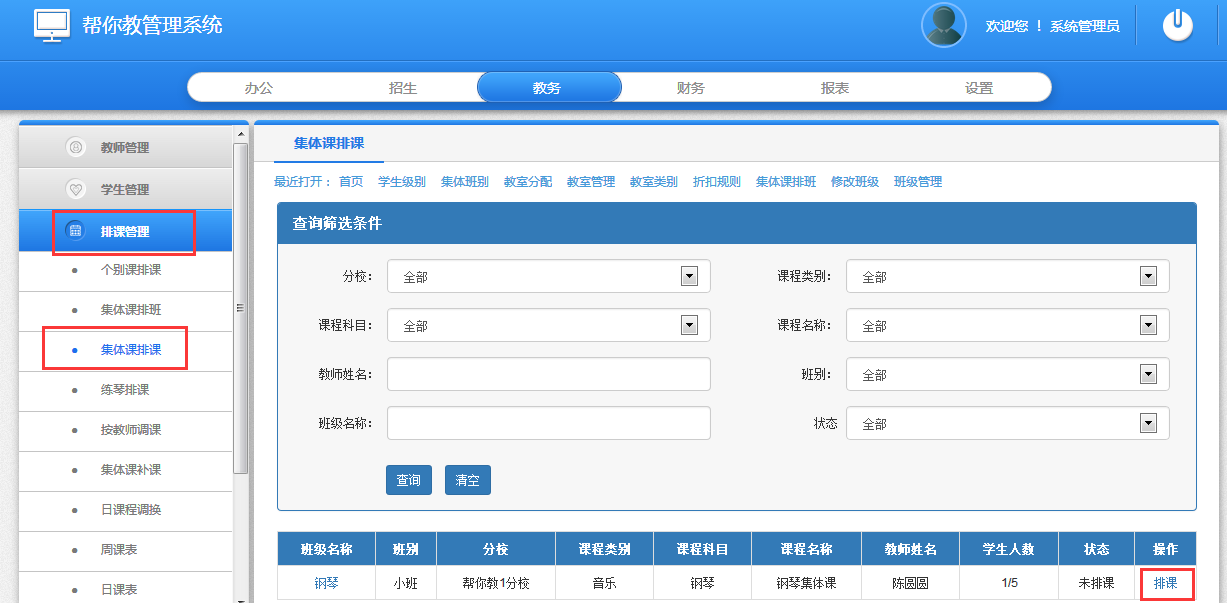 帮你教管理系统
欢迎您 ！ 系统管理员
办公 招生 教务 财务 报表 设置
教师管理
学生管理
排课管理
个别课排课
集体课排班
集体课排课
练琴排课
按教师调课
集体课补课
日课程调换
周课表
日课表
集体课排课
最近打开： 首页 学生级别 集体班别 教室分配 教室管理 教室类别 折扣规则 集体课排班 修改班级 班级管理
查询筛选条件
分校： 全部 课程类别： 全部
课程科目： 全部 课程名称： 全部
教师姓名： 班别： 全部
班级名称： 状态 全部
查询 清空
班级名称 班别 分校 课程类别 课程科目 课程名称 教师姓名 学生人数 状态 操作
钢琴 小班 帮你教1分校 音乐 钢琴 钢琴集体课 陈圆圆 1/5 未排课 排课